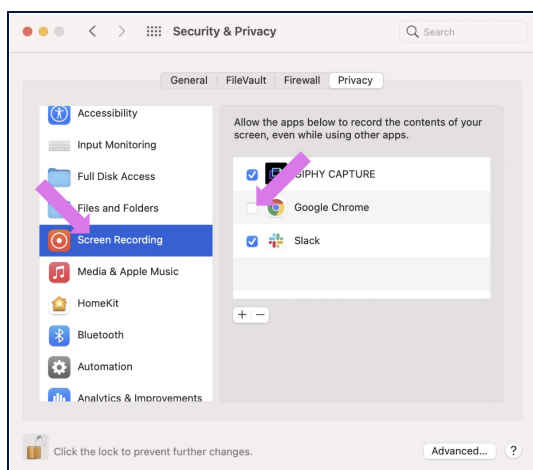 Security & Privacy
Search
General
FileVault
Firewall
Privacy
Accessibility
Input Monitoring
Full Disk Access
Files and Folders
Screen Recording
Media & Apple Music
HomeKit
Bluetooth
Automation
Analytics & Improvements
Allow the apps below to record the contents of your
screen, even while using other apps.
GIPHY CAPTURE
Google Chrome
Slack
+ −
Click the lock to prevent further changes.
Advanced...
?